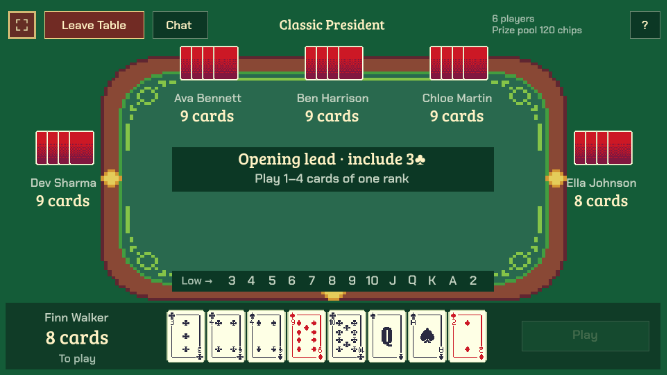 Leave Table
Chat
Classic President
6 players
Prize pool 120 chips
?
Ava Bennett
9 cards
Ben Harrison
9 cards
Chloe Martin
9 cards
Dev Sharma
9 cards
Ella Johnson
8 cards
Opening lead · include 3♣
Play 1–4 cards of one rank
Low → 3 4 5 6 7 8 9 10 J Q K A 2
Finn Walker
8 cards
To play
Q
Play